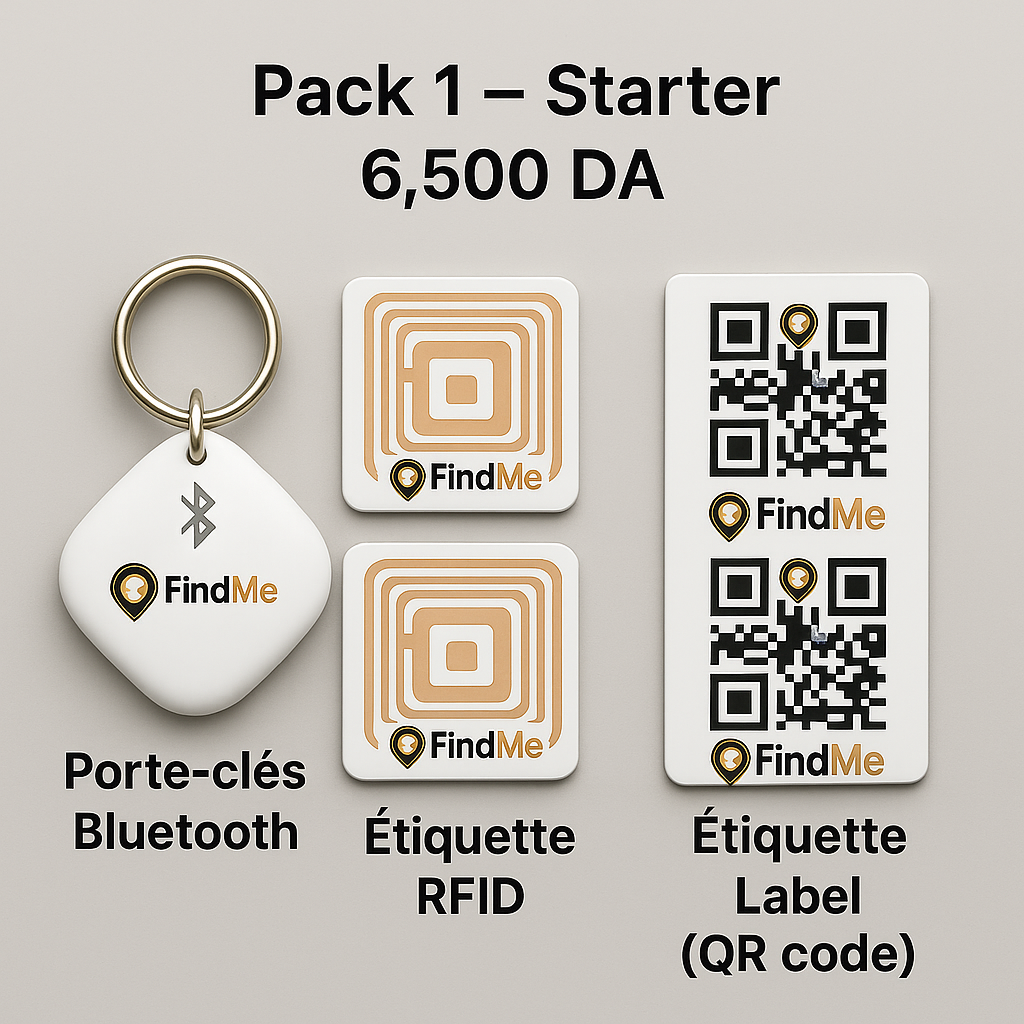 Pack 1 – Starter
6,500 DA
FindMe
FindMe
FindMe
FindMe
FindMe
Porte-clés
Bluetooth
Étiquette
RFID
Étiquette
Label
(QR code)